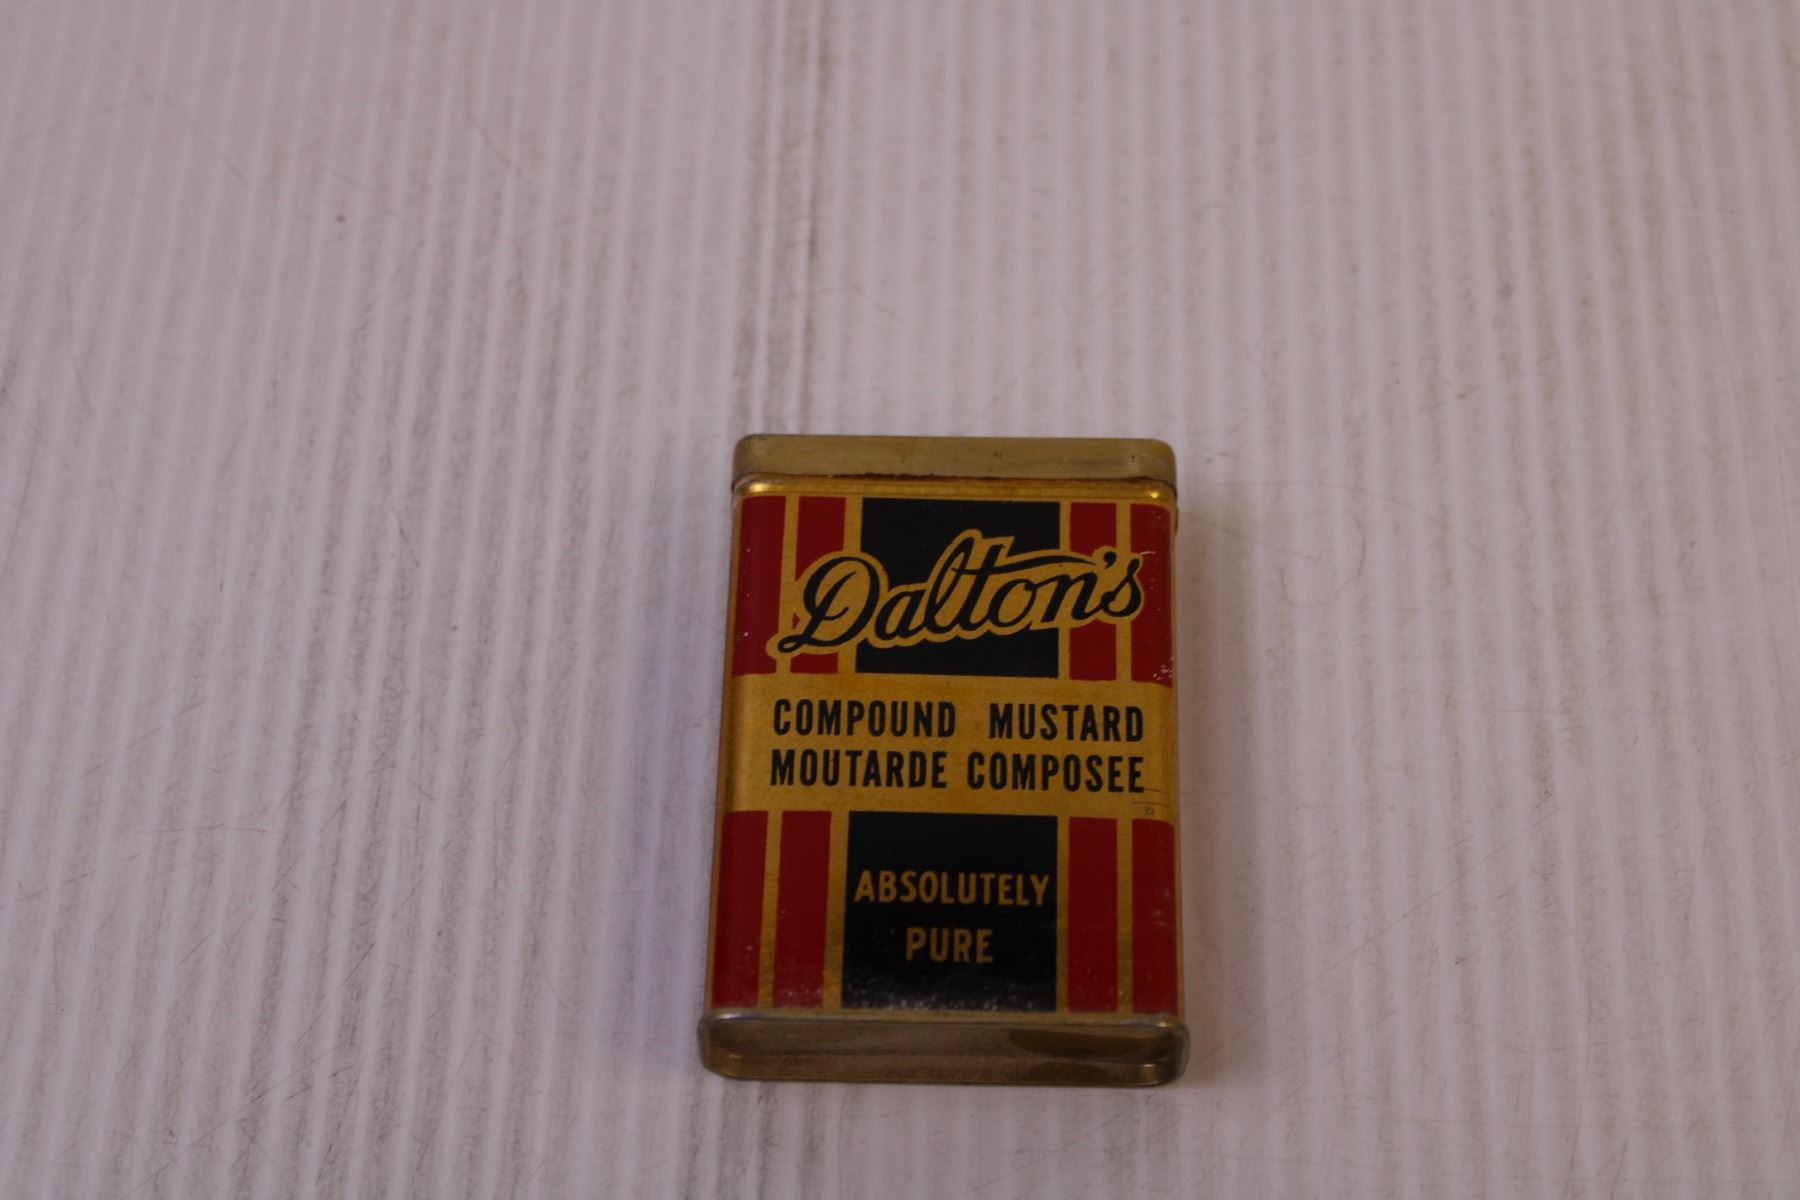 Dalton's
COMPOUND MUSTARD
MOUTARDE COMPOSEE
ABSOLUTELY
PURE